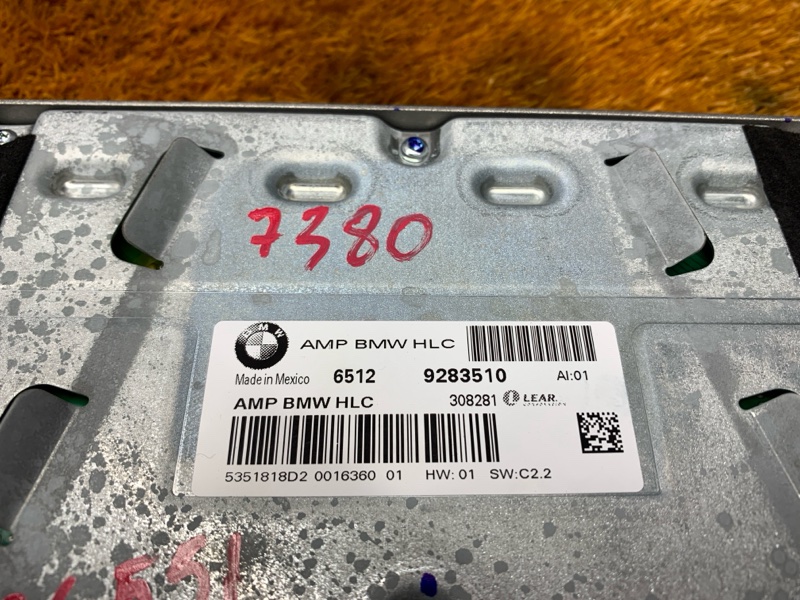 7380
BMW
AMP BMW HLC
Made in Mexico 6512 9283510 AI:01
AMP BMW HLC 308281 LEAR.
5351818D2 0016360 01 HW:01 SW:C2.2